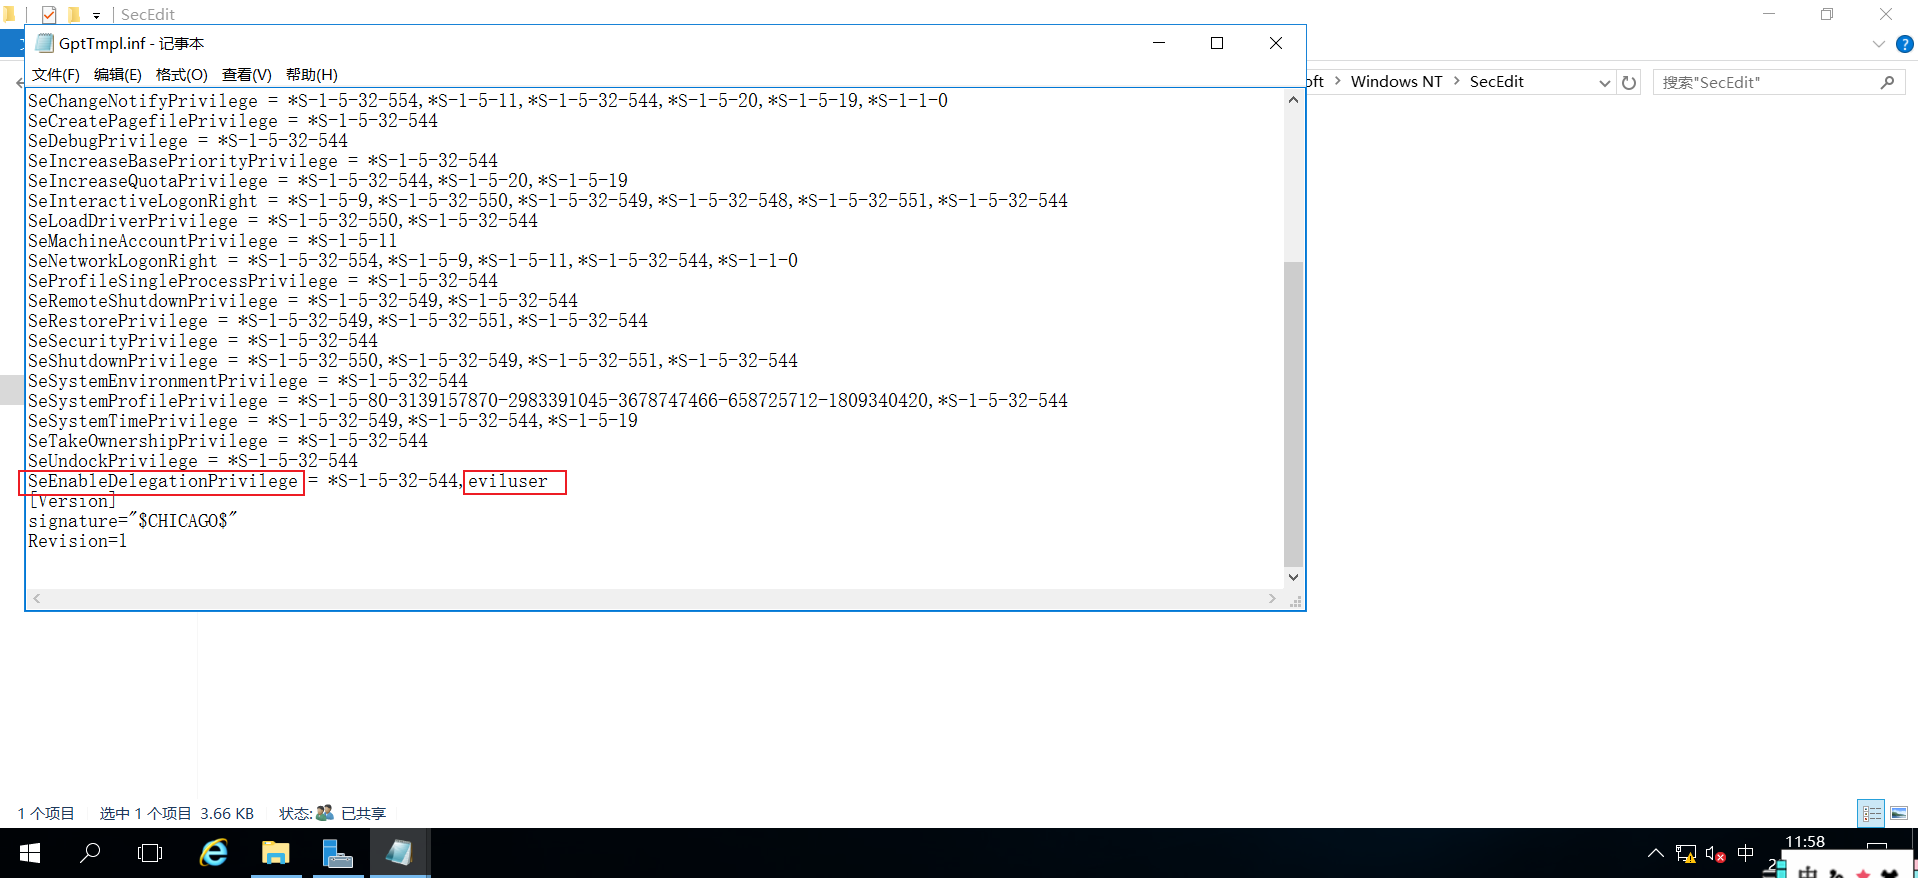 SecEdit
GptTmpl.inf - 记事本
文件(F) 编辑(E) 格式(O) 查看(V) 帮助(H)
Windows NT > SecEdit
搜索"SecEdit"
SeChangeNotifyPrivilege = *S-1-5-32-554,*S-1-5-11,*S-1-5-32-544,*S-1-5-20,*S-1-5-19,*S-1-1-0
SeCreatePagefilePrivilege = *S-1-5-32-544
SeDebugPrivilege = *S-1-5-32-544
SeIncreaseBasePriorityPrivilege = *S-1-5-32-544
SeIncreaseQuotaPrivilege = *S-1-5-32-544,*S-1-5-20,*S-1-5-19
SeInteractiveLogonRight = *S-1-5-9,*S-1-5-32-550,*S-1-5-32-549,*S-1-5-32-548,*S-1-5-32-551,*S-1-5-32-544
SeLoadDriverPrivilege = *S-1-5-32-550,*S-1-5-32-544
SeMachineAccountPrivilege = *S-1-5-11
SeNetworkLogonRight = *S-1-5-32-554,*S-1-5-9,*S-1-5-11,*S-1-5-32-544,*S-1-1-0
SeProfileSingleProcessPrivilege = *S-1-5-32-544
SeRemoteShutdownPrivilege = *S-1-5-32-549,*S-1-5-32-544
SeRestorePrivilege = *S-1-5-32-549,*S-1-5-32-551,*S-1-5-32-544
SeSecurityPrivilege = *S-1-5-32-544
SeShutdownPrivilege = *S-1-5-32-550,*S-1-5-32-549,*S-1-5-32-551,*S-1-5-32-544
SeSystemEnvironmentPrivilege = *S-1-5-32-544
SeSystemProfilePrivilege = *S-1-5-80-3139157870-2983391045-3678747466-658725712-1809340420,*S-1-5-32-544
SeSystemTimePrivilege = *S-1-5-32-549,*S-1-5-32-544,*S-1-5-19
SeTakeOwnershipPrivilege = *S-1-5-32-544
SeUndockPrivilege = *S-1-5-32-544
SeEnableDelegationPrivilege = *S-1-5-32-544,eviluser
[Version]
signature="$CHICAGO$"
Revision=1
1 个项目 选中 1 个项目 3.66 KB 状态: 已共享
中 11:58